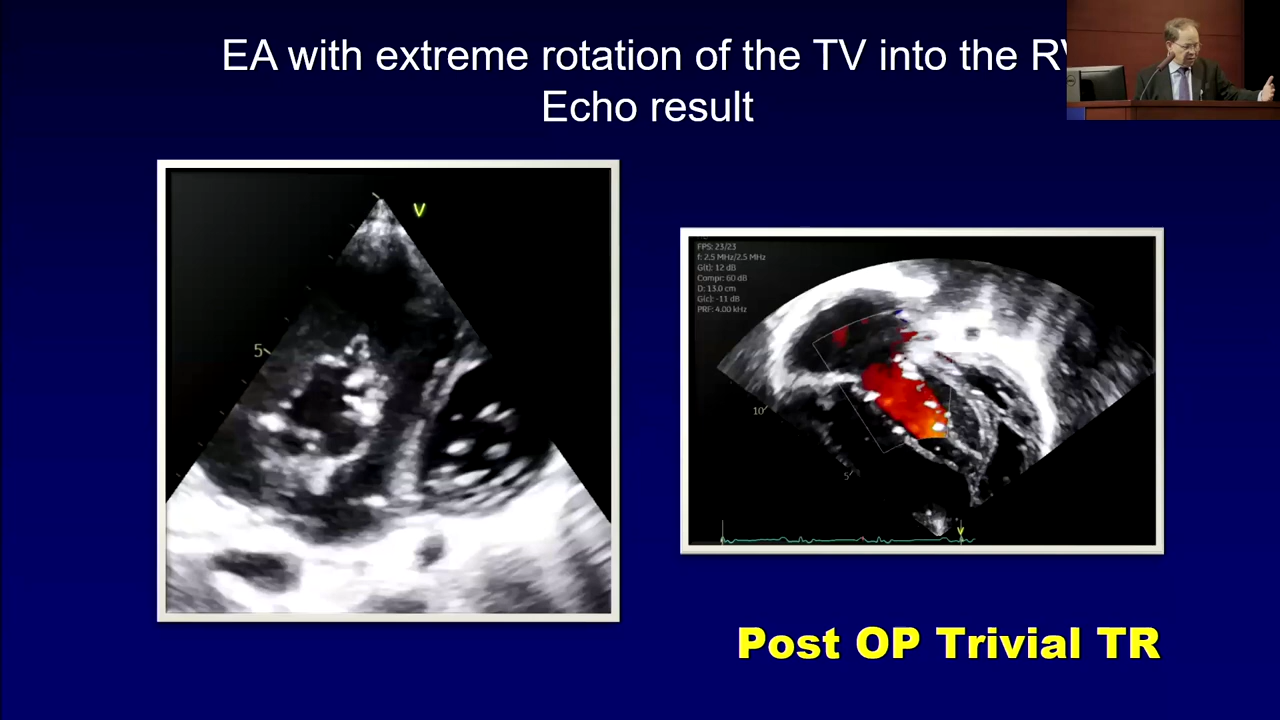 EA with extreme rotation of the TV into the RV
Echo result
V
5
FPS: 23/23
f: 2.5 MHz/2.5 MHz
G(t): 12 dB
Compr: 60 dB
D: 13.0 cm
G(c): -11 dB
PRF: 4.00 kHz
10
5
V
Post OP Trivial TR